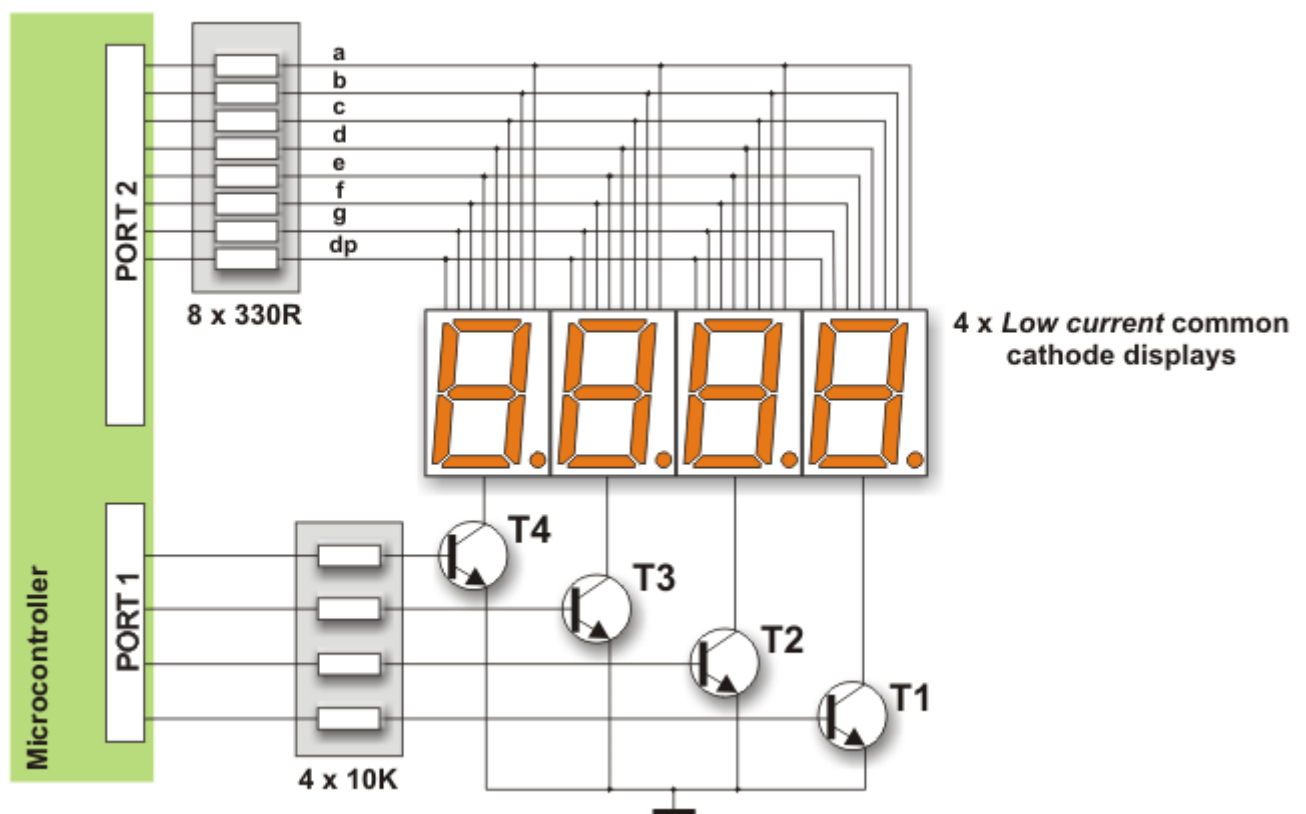 a
b
c
d
e
f
g
dp
PORT 2
8 x 330R
4 x Low current common
cathode displays
T4
T3
T2
T1
PORT 1
Microcontroller
4 x 10K